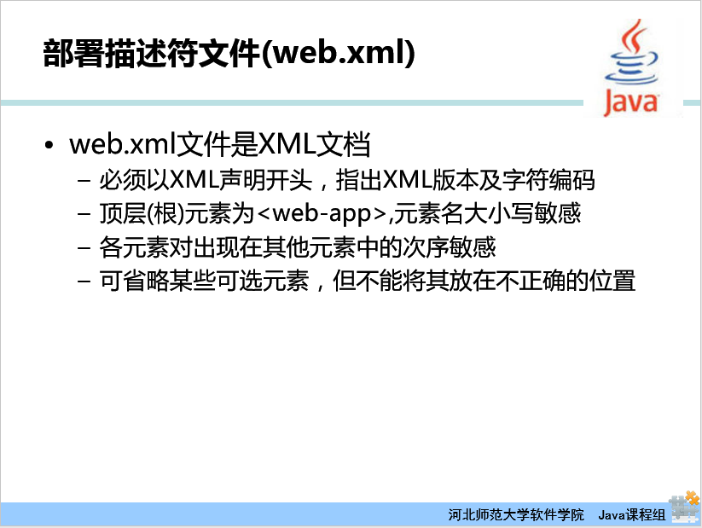 部署描述符文件(web.xml)
Java
• web.xml文件是XML文档
– 必须以XML声明开头，指出XML版本及字符编码
– 顶层(根)元素为<web-app>,元素名大小写敏感
– 各元素对出现在其他元素中的次序敏感
– 可省略某些可选元素，但不能将其放在不正确的位置
河北师范大学软件学院 Java课程组